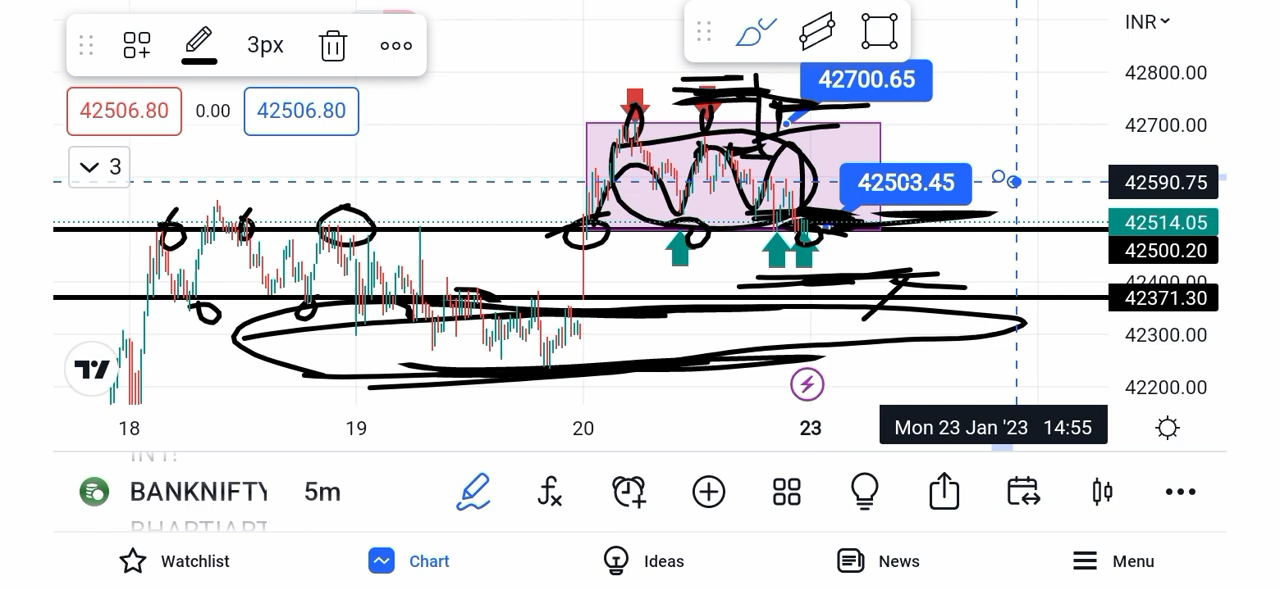 INR
42800.00
42700.65
3px
42506.80 0.00 42506.80
42700.00
3
42503.45
42590.75
42514.05
42500.20
42400.00
42371.30
42300.00
42200.00
18 19 20 23 Mon 23 Jan '23 14:55
BANKNIFTY 5m
Watchlist Chart Ideas News Menu